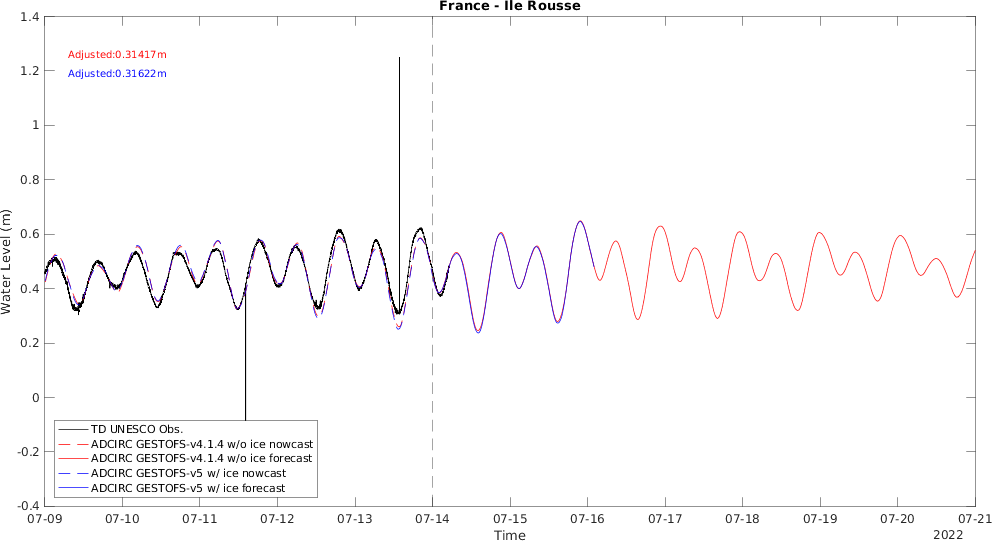 France - Ile Rousse
Adjusted:0.31417m
Adjusted:0.31622m
Water Level (m)
1.4
1.2
1
0.8
0.6
0.4
0.2
0
-0.2
-0.4
TD UNESCO Obs.
ADCIRC GESTOFS-v4.1.4 w/o ice nowcast
ADCIRC GESTOFS-v4.1.4 w/o ice forecast
ADCIRC GESTOFS-v5 w/ ice nowcast
ADCIRC GESTOFS-v5 w/ ice forecast
07-09 07-10 07-11 07-12 07-13 07-14 07-15 07-16 07-17 07-18 07-19 07-20 07-21
Time
2022